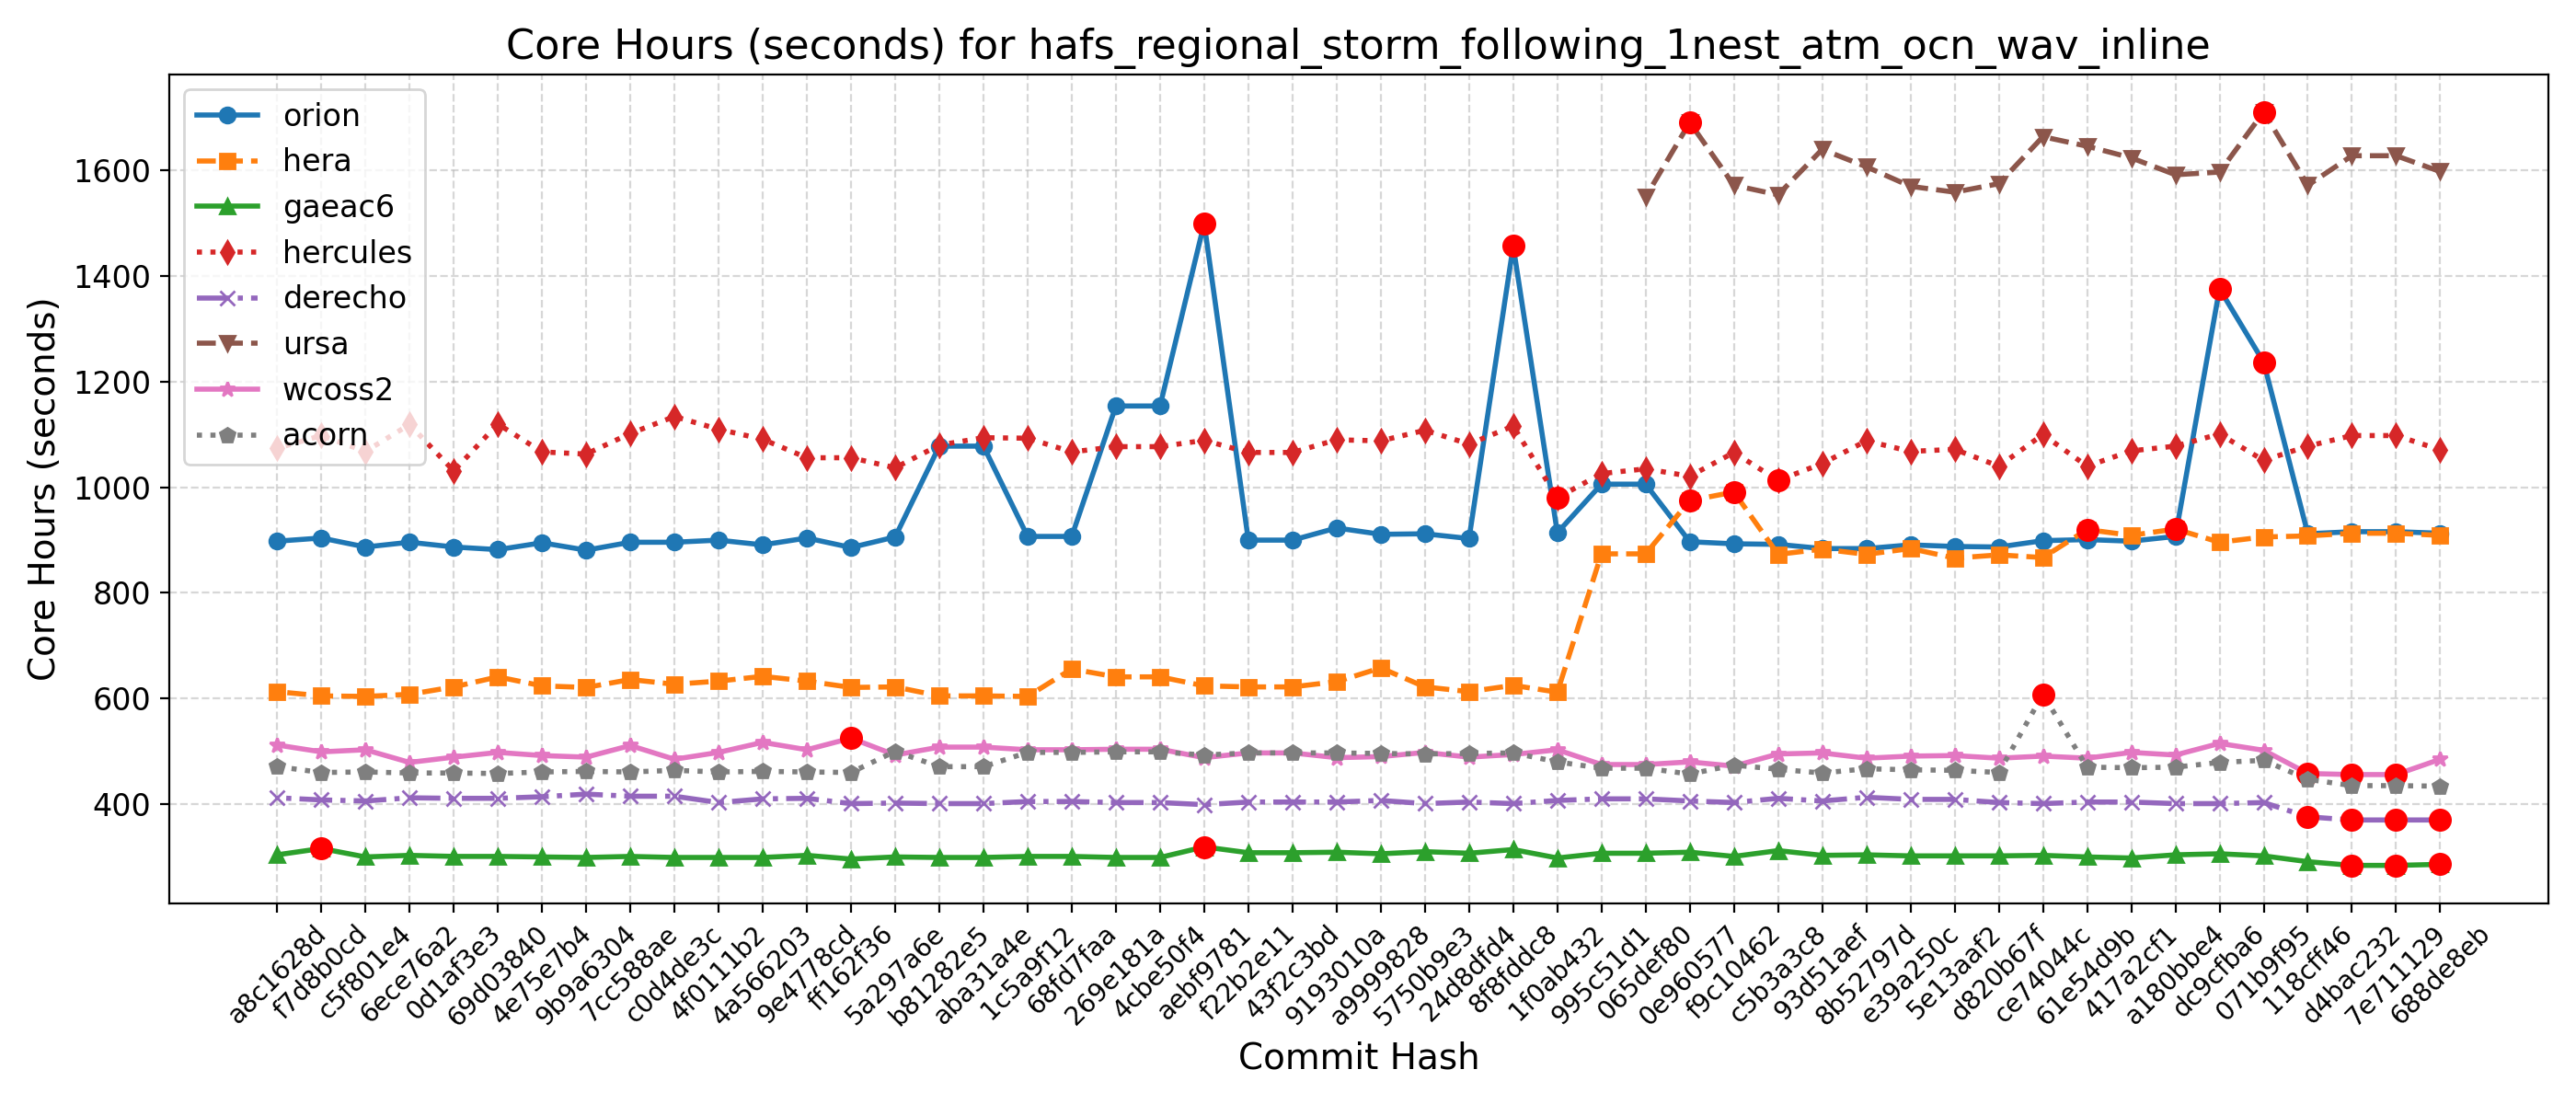 Core Hours (seconds) for hafs_regional_storm_following_1nest_atm_ocn_wav_inline
Core Hours (seconds)
1600
1400
1200
1000
800
600
400
orion
hera
gaeac6
hercules
derecho
ursa
wcoss2
acorn
a8c1628d
f7d8b0cd
c5f801e4
6ece76a2
0d1af3e3
69d03840
4e75e7b4
9b9a6304
7cc588ae
c0d4de3c
4f0111b2
4a566203
9e4778cd
ff162f36
5a297a6e
b81282e5
aba31a4e
1c5a9f12
68fd7faa
269e181a
4cbe50f4
aebf9781
f22b2e11
43f2c3bd
9193010a
a9999828
5750b9e3
24d8dfd4
8f8fddc8
1f0ab432
995c51d1
065def80
0e960577
f9c10462
c5b3a3c8
93d51aef
8b52797d
e39a250c
5e13aaf2
d820b67f
ce74044c
61e54d9b
417a2cf1
a180bbe4
dc9cfba6
071b9f95
118cff46
d4bac232
7e711129
688de8eb
Commit Hash